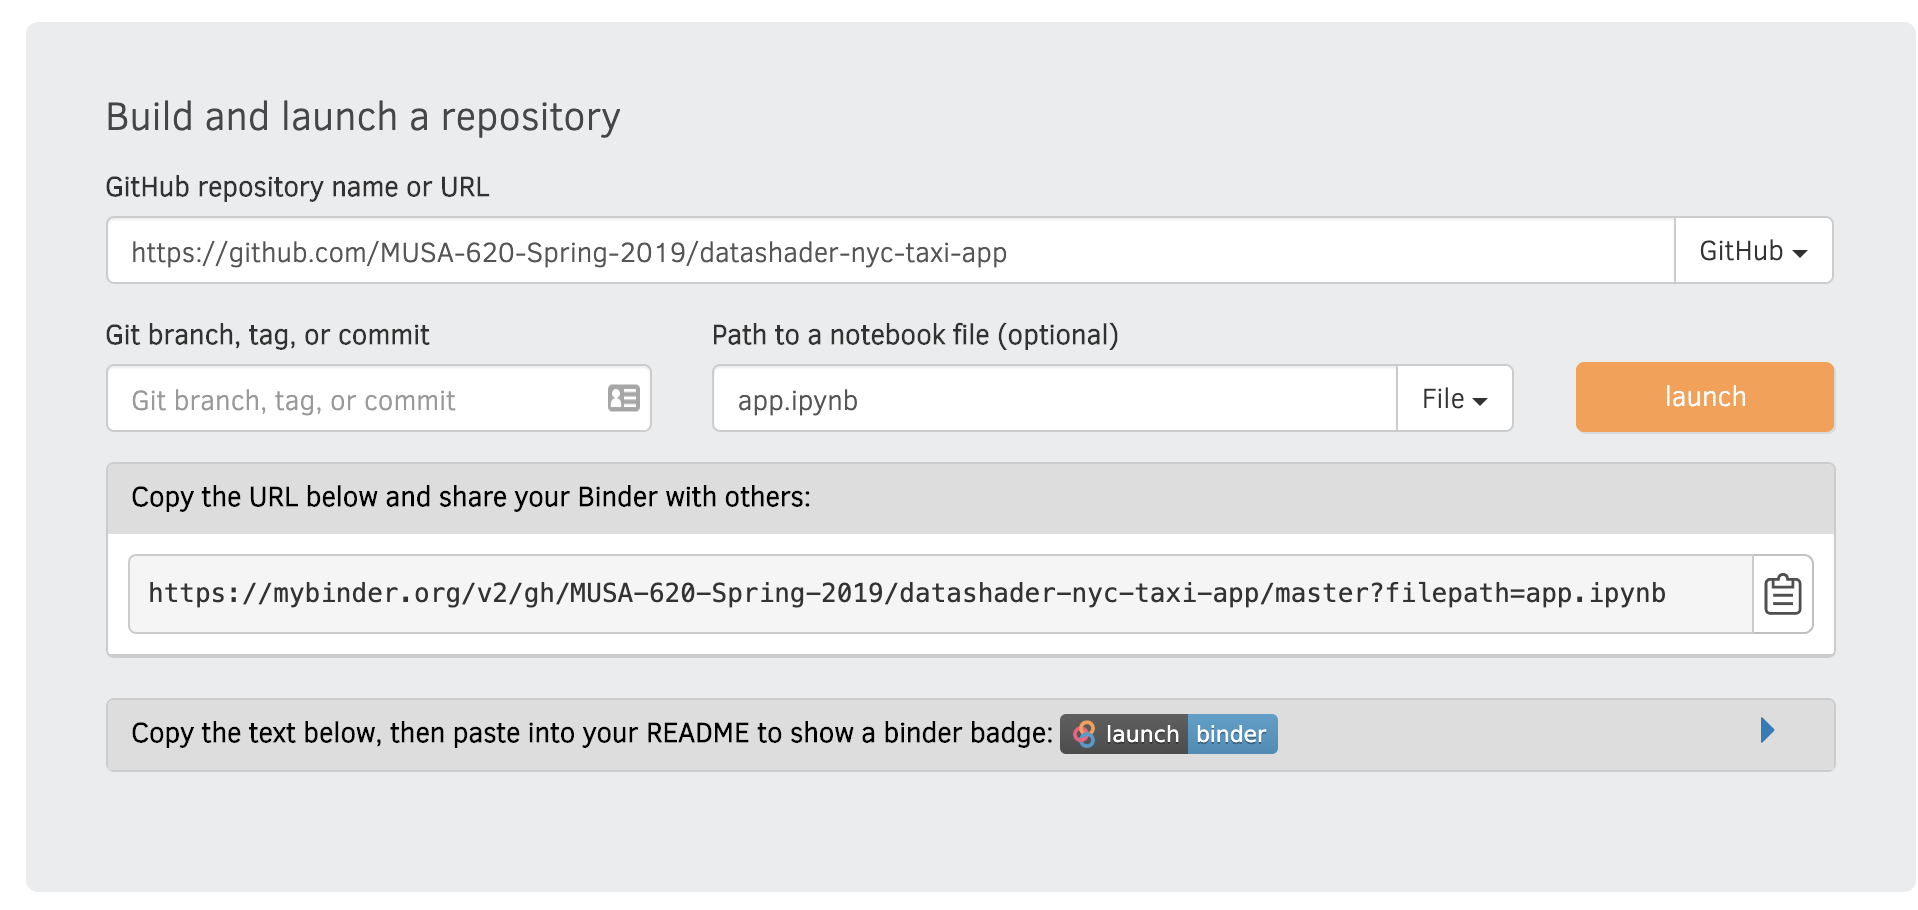 Build and launch a repository
GitHub repository name or URL
https://github.com/MUSA-620-Spring-2019/datashader-nyc-taxi-app
GitHub
Git branch, tag, or commit
Path to a notebook file (optional)
Git branch, tag, or commit
app.ipynb
File
launch
Copy the URL below and share your Binder with others:
https://mybinder.org/v2/gh/MUSA-620-Spring-2019/datashader-nyc-taxi-app/master?filepath=app.ipynb
Copy the text below, then paste into your README to show a binder badge: launch binder